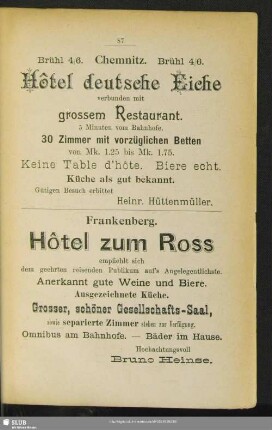 87
Brühl 4/6. Chemnitz. Brühl 4/6.
Hôtel deutsche Eiche
verbunden mit
grossem Restaurant.
5 Minuten vom Bahnhofe.
30 Zimmer mit vorzüglichen Betten
von Mk. 1.25 bis Mk. 1.75.
Keine Table d'hôte. Biere echt.
Küche als gut bekannt.
Gütigen Besuch erbittet
Heinr. Hüttenmüller.
Frankenberg.
Hôtel zum Ross
empfiehlt sich
dem geehrten reisenden Publikum auf's Angelegentlichste.
Anerkannt gute Weine und Biere.
Ausgezeichnete Küche.
Grosser, schöner Gesellschafts-Saal,
sowie separierte Zimmer stehen zur Verfügung.
Omnibus am Bahnhofe. — Bäder im Hause.
Hochachtungsvoll
Bruno Heinse.
SLUB